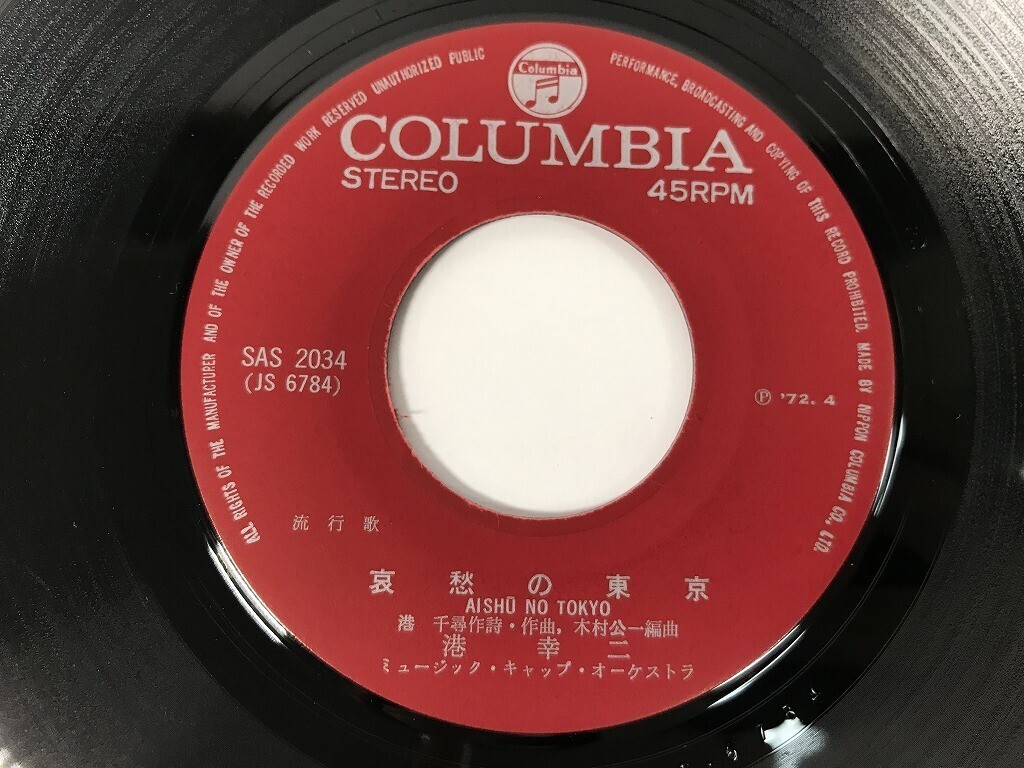 Columbia
COLUMBIA
STEREO 45RPM
ALL RIGHTS OF THE MANUFACTURER AND OF THE OWNER OF THE RECORDED WORK RESERVED UNAUTHORIZED PUBLIC PERFORMANCE, BROADCASTING AND COPYING OF THIS RECORD PROHIBITED. MADE BY NIPPON COLUMBIA CO., LTD.
SAS 2034
(JS 6784)
Ⓟ '72. 4
流行歌
哀愁の東京
AISHŪ NO TOKYO
港 千尋作詩・作曲, 木村公一編曲
港幸二
ミュージック・キャップ・オーケストラ